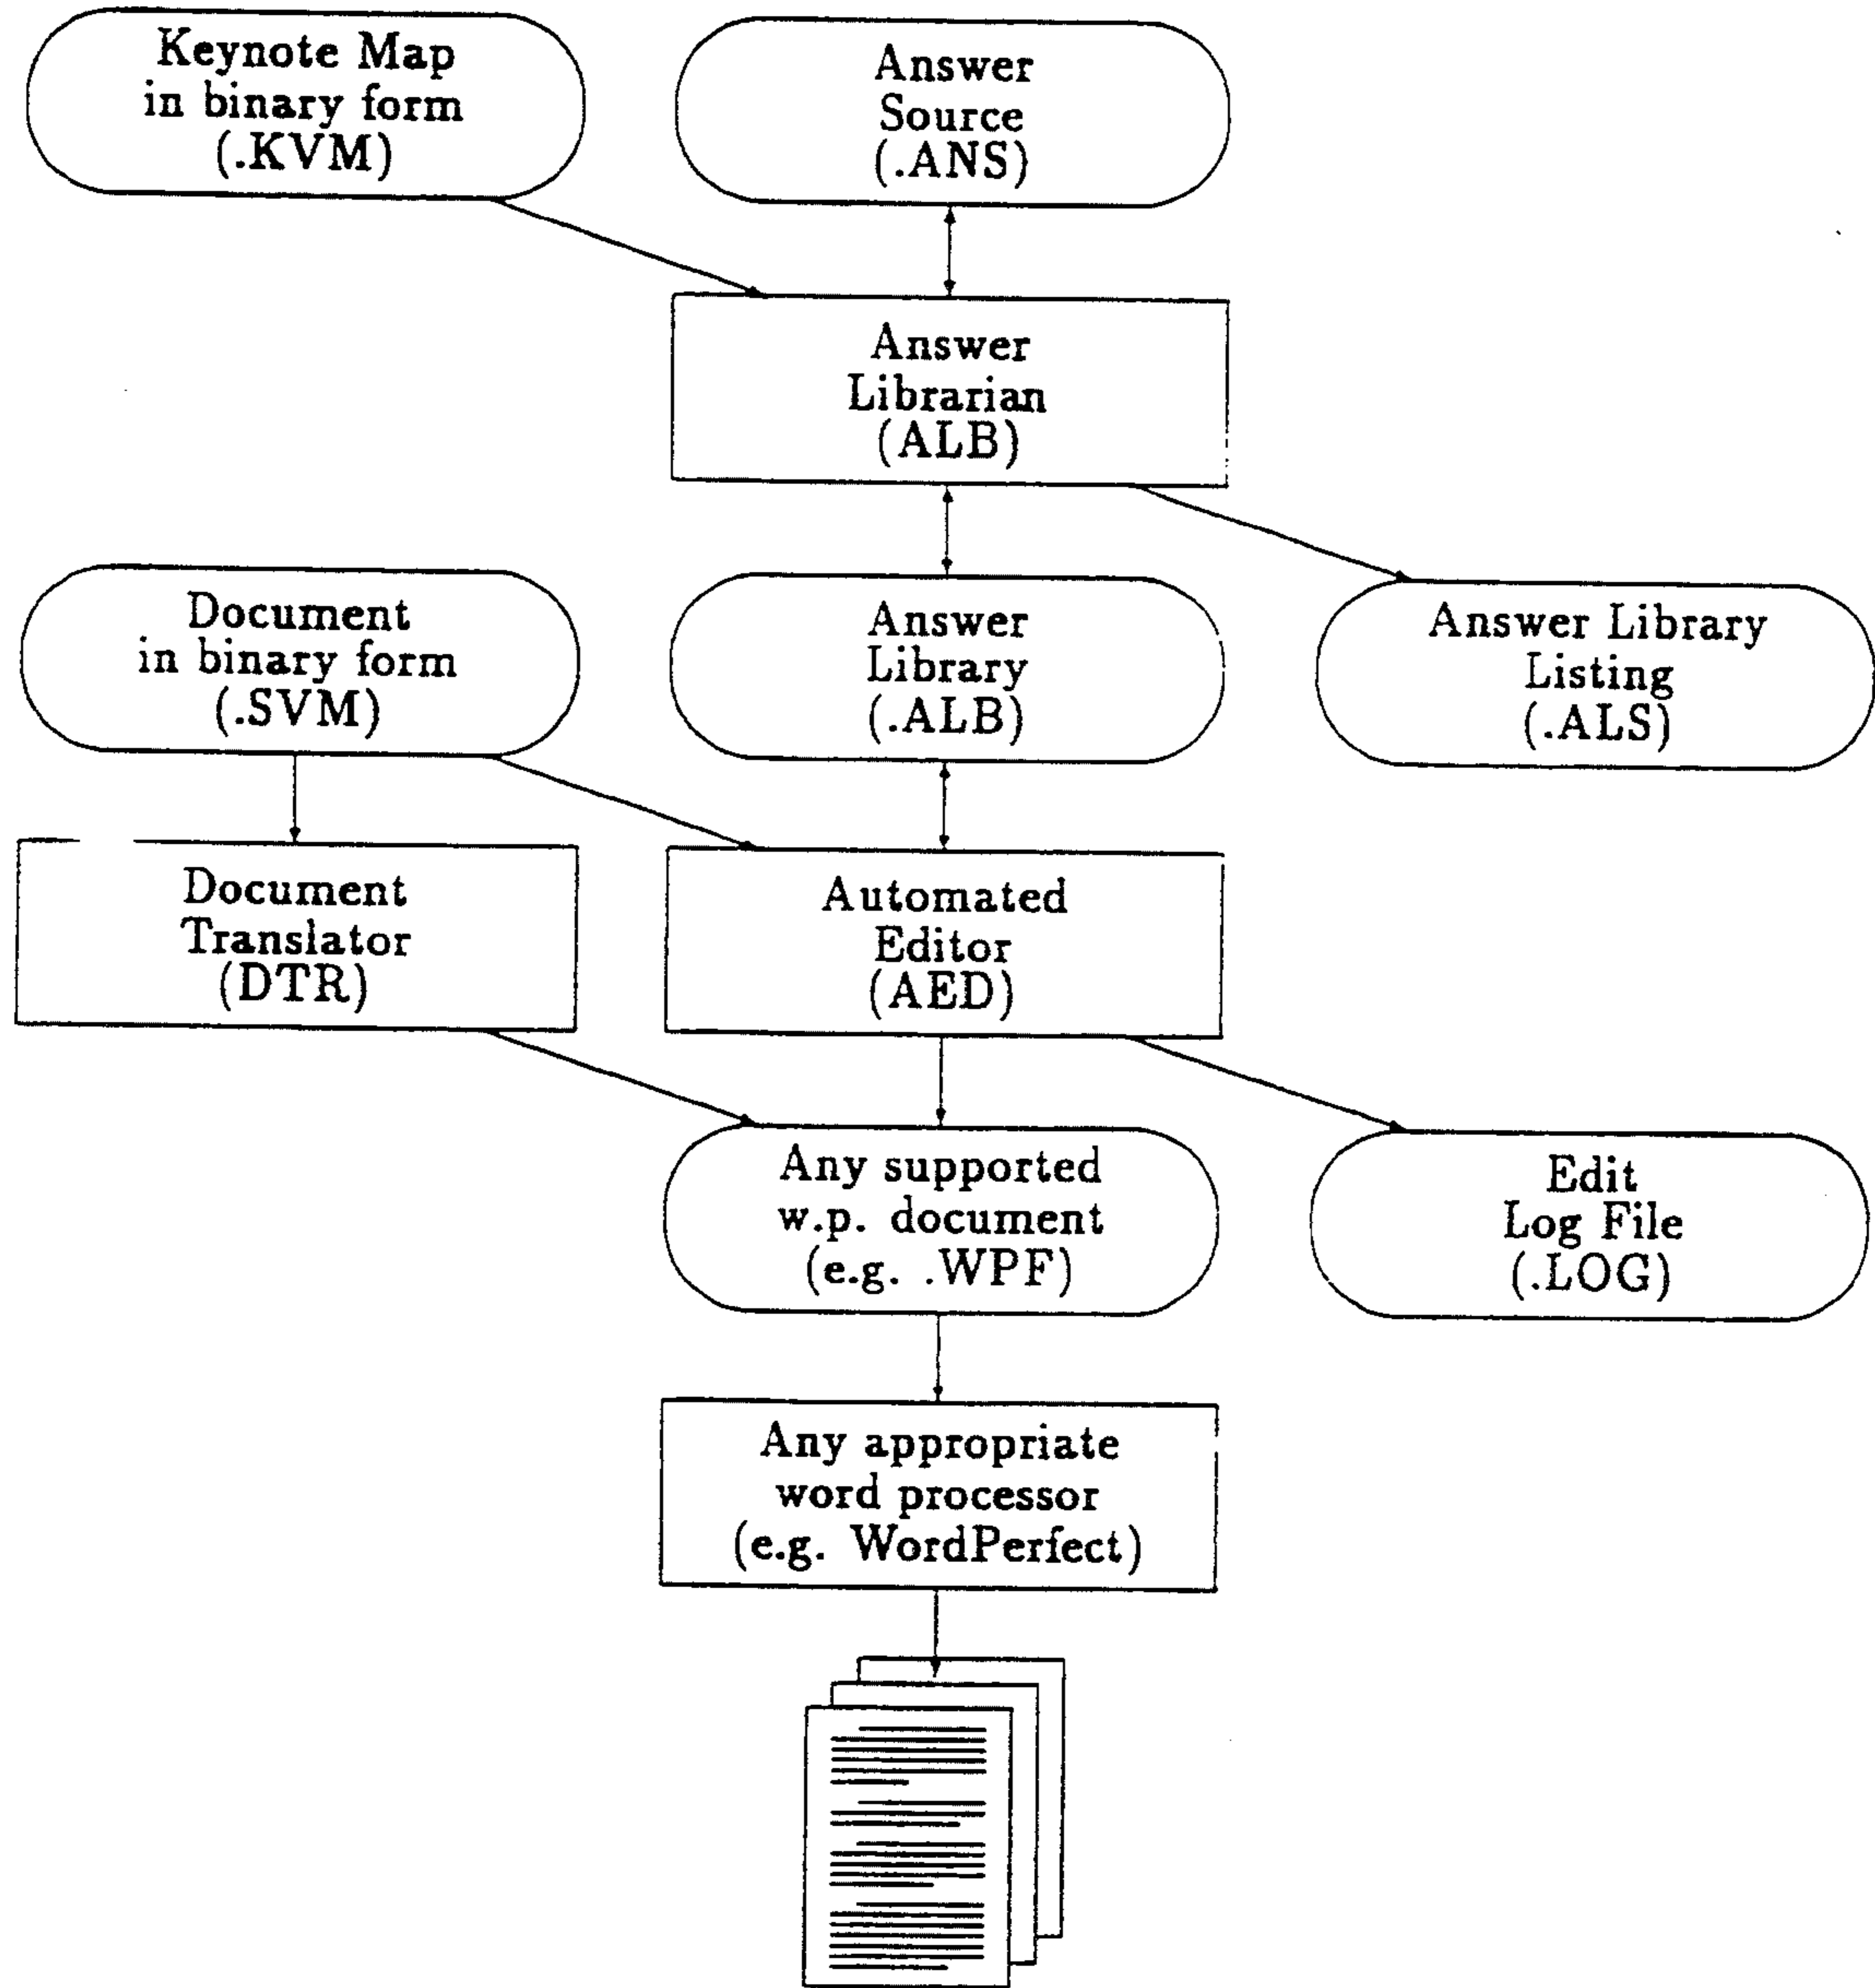 Keynote Map
in binary form
(.KVM)
Answer
Source
(.ANS)
Answer
Librarian
(ALB)
Document
in binary form
(.SVM)
Answer
Library
(.ALB)
Answer Library
Listing
(.ALS)
Document
Translator
(DTR)
Automated
Editor
(AED)
Any supported
w.p. document
(e.g. .WPF)
Edit
Log File
(.LOG)
Any appropriate
word processor
(e.g. WordPerfect)